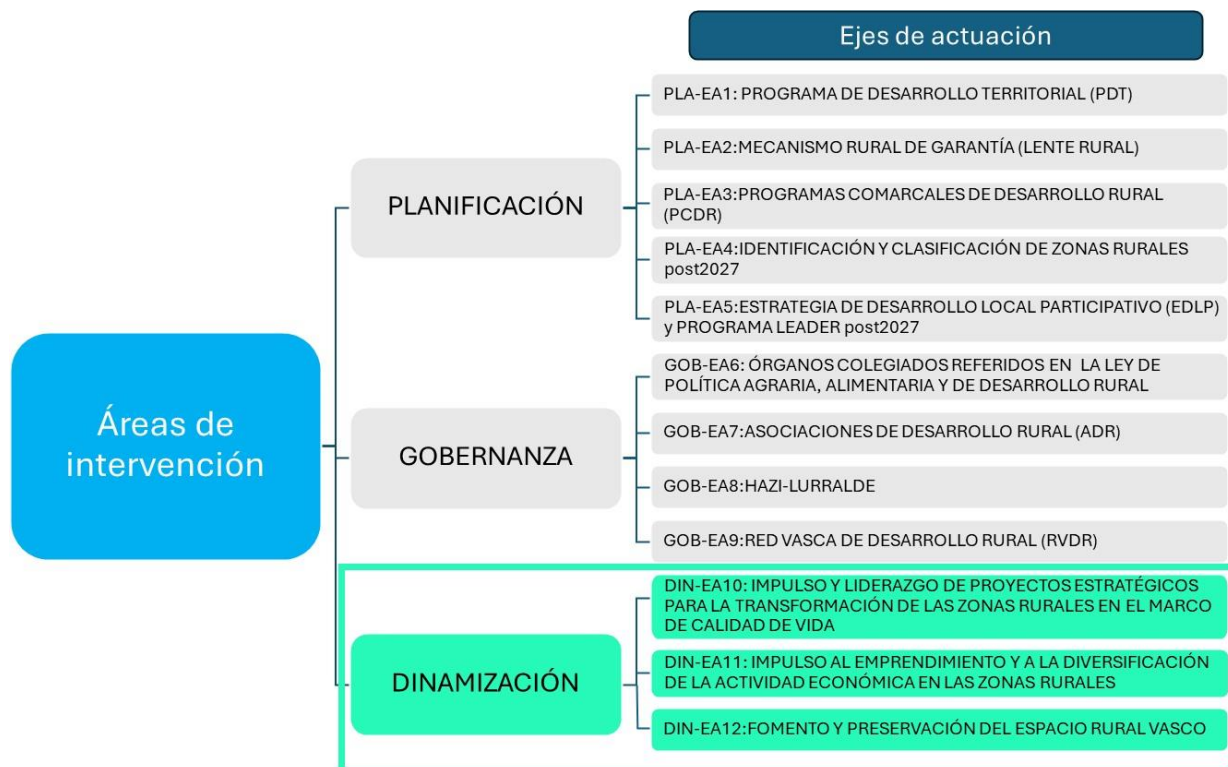 Ejes de actuación
PLA-EA1: PROGRAMA DE DESARROLLO TERRITORIAL (PDT)
PLA-EA2:MECANISMO RURAL DE GARANTÍA (LENTE RURAL)
PLANIFICACIÓN
PLA-EA3:PROGRAMAS COMARCALES DE DESARROLLO RURAL
(PCDR)
PLA-EA4:IDENTIFICACIÓN Y CLASIFICACIÓN DE ZONAS RURALES
post2027
PLA-EA5:ESTRATEGIA DE DESARROLLO LOCAL PARTICIPATIVO (EDLP)
y PROGRAMA LEADER post2027
Áreas de
intervención
GOBERNANZA
GOB-EA6: ÓRGANOS COLEGIADOS REFERIDOS EN LA LEY DE
POLÍTICA AGRARIA, ALIMENTARIA Y DE DESARROLLO RURAL
GOB-EA7:ASOCIACIONES DE DESARROLLO RURAL (ADR)
GOB-EA8:HAZI-LURRALDE
GOB-EA9:RED VASCA DE DESARROLLO RURAL (RVDR)
DINAMIZACIÓN
DIN-EA10: IMPULSO Y LIDERAZGO DE PROYECTOS ESTRATÉGICOS
PARA LA TRANSFORMACIÓN DE LAS ZONAS RURALES EN EL MARCO
DE CALIDAD DE VIDA
DIN-EA11: IMPULSO AL EMPRENDIMIENTO Y A LA DIVERSIFICACIÓN
DE LA ACTIVIDAD ECONÓMICA EN LAS ZONAS RURALES
DIN-EA12:FOMENTO Y PRESERVACIÓN DEL ESPACIO RURAL VASCO